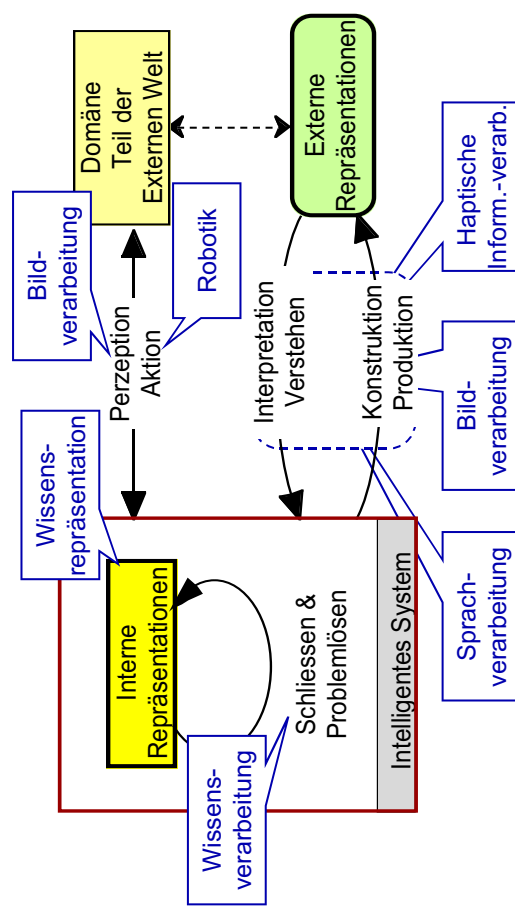 Wissens-
repräsentation
Bild-
verarbeitung
Domäne
Teil der
Externen Welt
Interne
Repräsentationen
Perzeption
Aktion
Robotik
Wissens-
verarbeitung
Schliessen &
Problemlösen
Interpretation
Verstehen
Externe
Repräsentationen
Konstruktion
Produktion
Intelligentes System
Sprach-
verarbeitung
Bild-
verarbeitung
Haptische
Inform.-verarb.